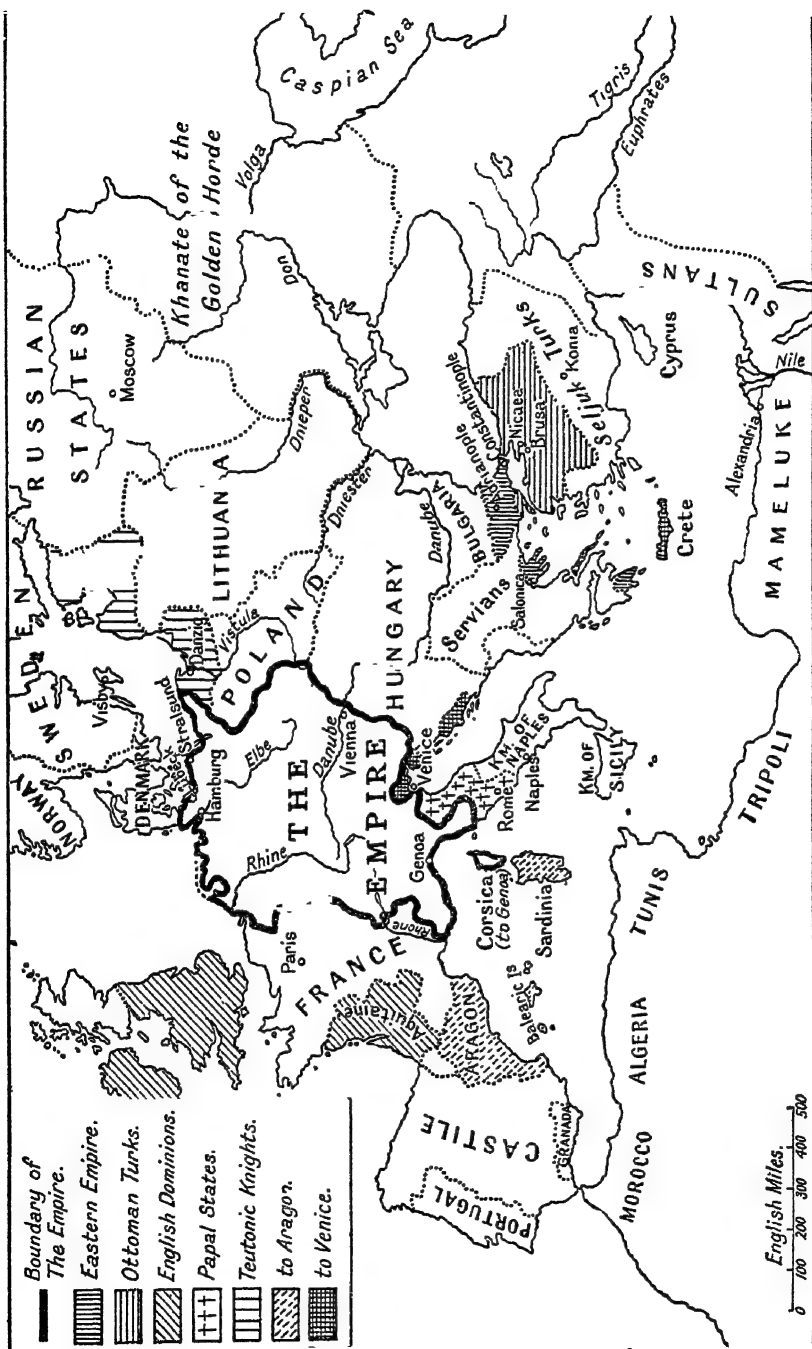 Boundary of
The Empire.
Eastern Empire.
Ottoman Turks.
English Dominions.
Papal States.
Teutonic Knights.
to Aragon.
to Venice.
NORWAY
SWEDEN
RUSSIAN
STATES
Moscow
Khanate of the
Golden Horde
Volga
Caspian Sea
Don
Visby
DENMARK
Lübeck
Stralsund
Hamburg
Danzig
Vistula
LITHUANIA
Dnieper
Dniester
POLAND
Elbe
Rhine
THE
EMPIRE
Danube
Vienna
HUNGARY
Paris
FRANCE
Aquitaine
Rhone
Genoa
Venice
Servians
BULGARIA
Danube
Adrianople
Constantinople
Salonica
Nicaea
Brusa
Seljuk Turks
Konia
Tigris
Euphrates
ARAGON
CASTILE
PORTUGAL
GRANADA
Balearic Is
Corsica
(to Genoa)
Sardinia
Rome
Naples
KM. OF
NAPLES
KM. OF
SICILY
Crete
Cyprus
SULTANS
MAMELUKE
Alexandria
Nile
MOROCCO
ALGERIA
TUNIS
TRIPOLI
English Miles.
0 100 200 300 400 500